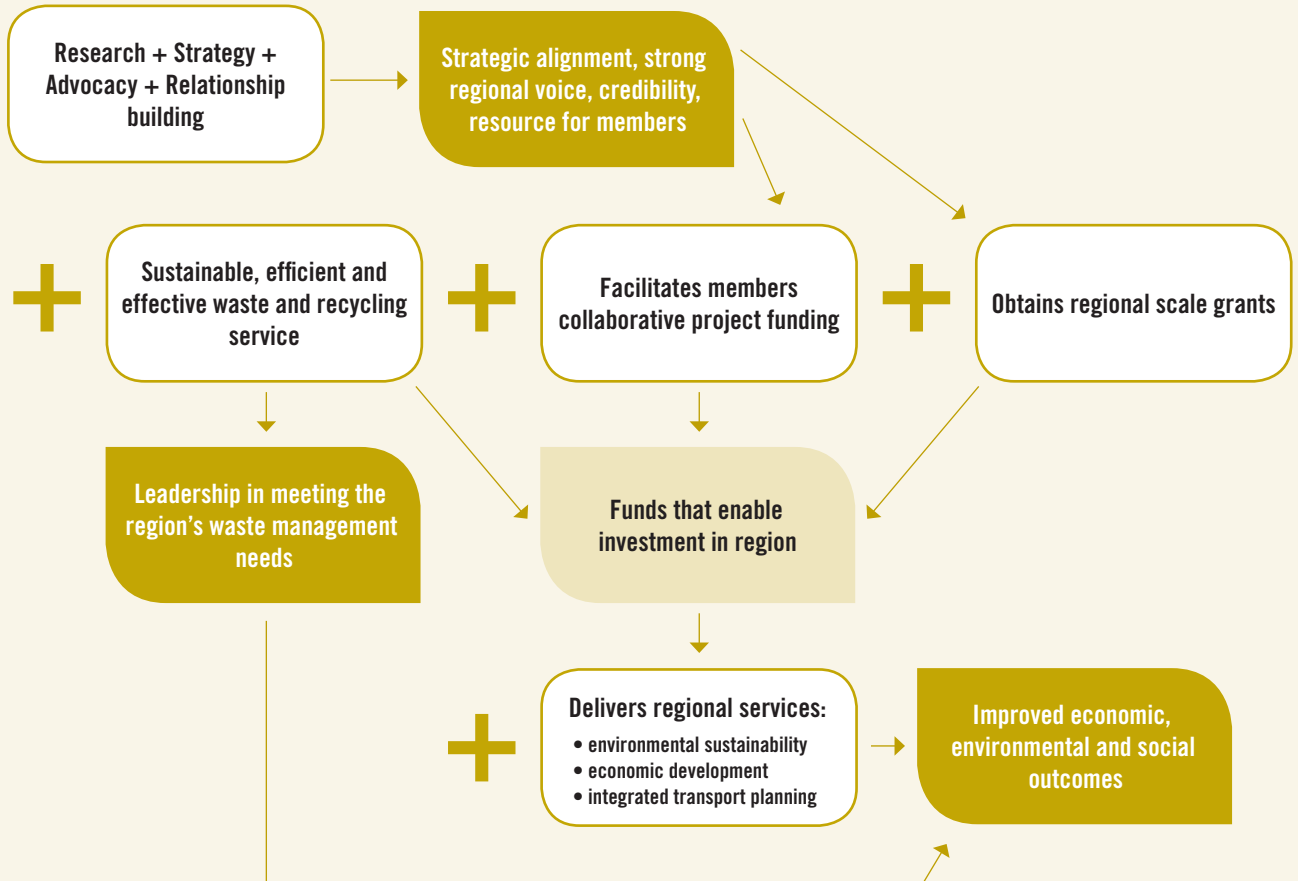 Research + Strategy +
Advocacy + Relationship
building
Strategic alignment, strong
regional voice, credibility,
resource for members
+
Sustainable, efficient and
effective waste and recycling
service
+
Facilitates members
collaborative project funding
+
Obtains regional scale grants
Leadership in meeting the
region’s waste management
needs
Funds that enable
investment in region
+
Delivers regional services:
• environmental sustainability
• economic development
• integrated transport planning
Improved economic,
environmental and social
outcomes